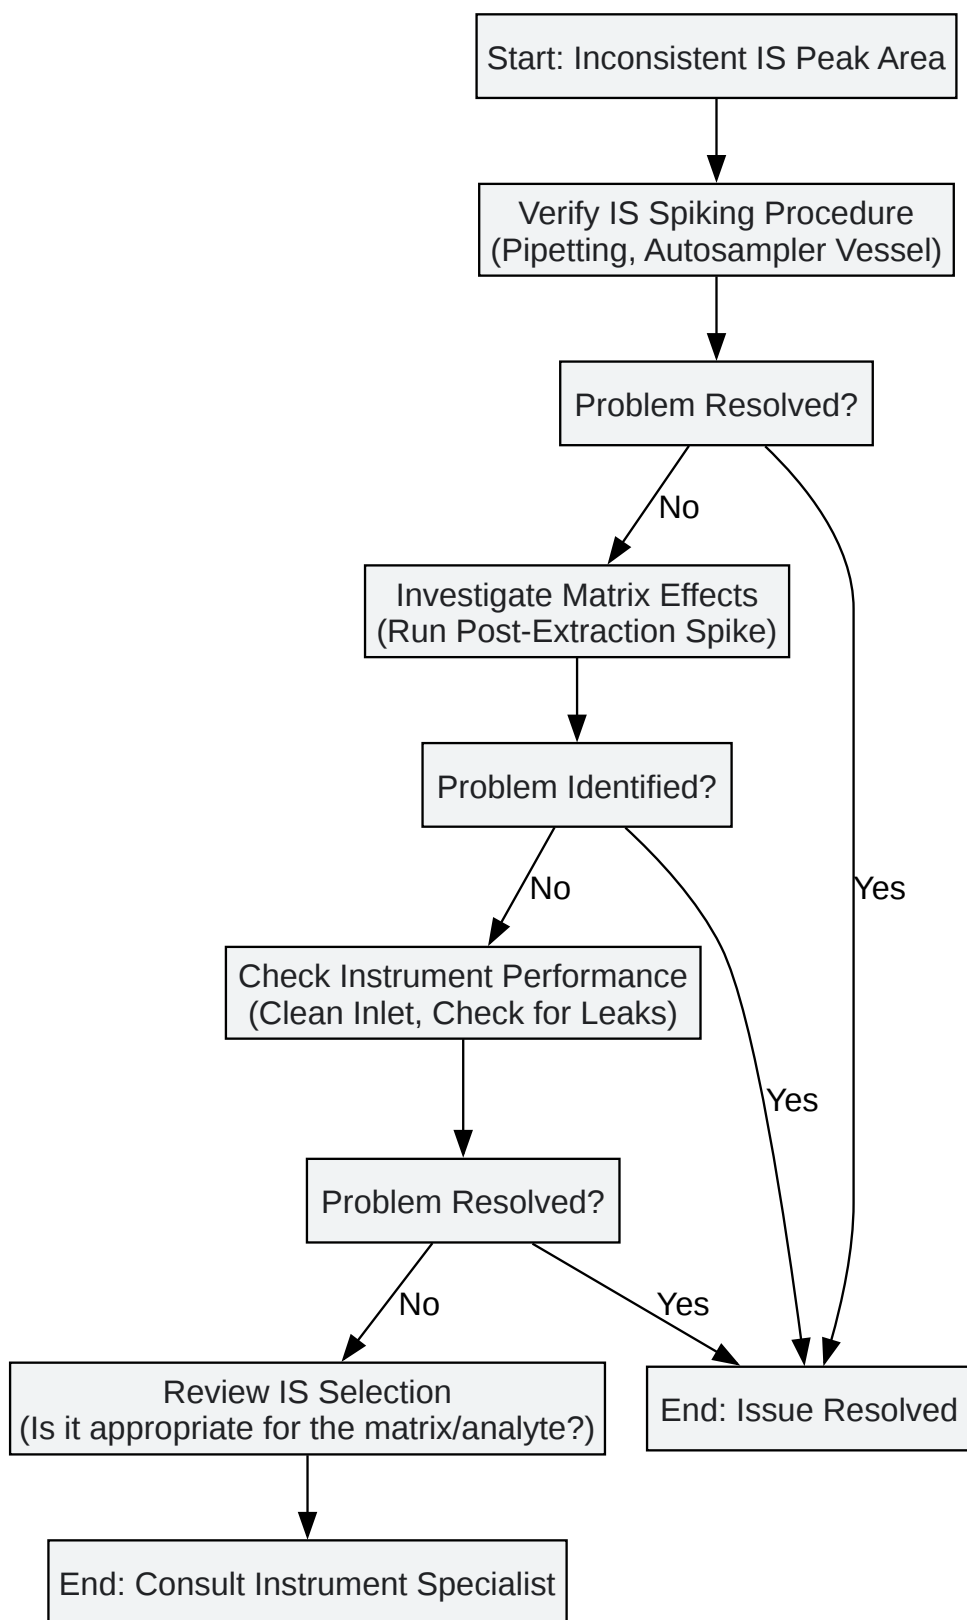 Start: Inconsistent IS Peak Area
Verify IS Spiking Procedure
(Pipetting, Autosampler Vessel)
Problem Resolved?
No
Investigate Matrix Effects
(Run Post-Extraction Spike)
Problem Identified?
No
Yes
Check Instrument Performance
(Clean Inlet, Check for Leaks)
Yes
Problem Resolved?
No
Yes
Review IS Selection
(Is it appropriate for the matrix/analyte?)
End: Issue Resolved
End: Consult Instrument Specialist